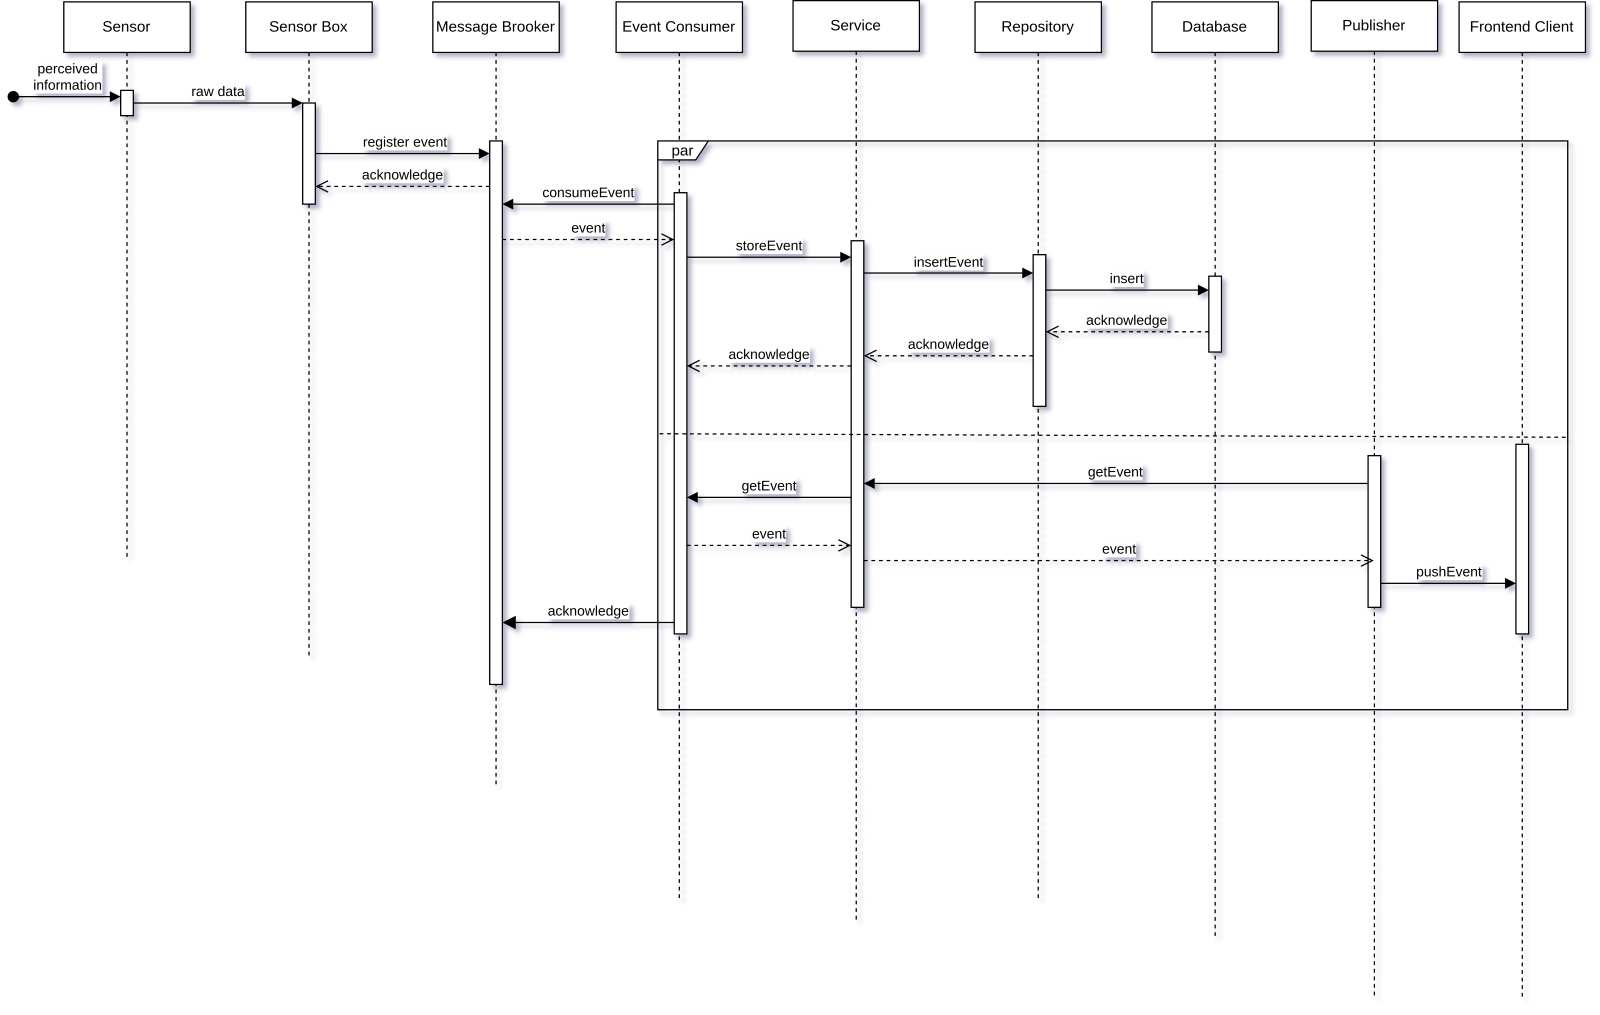 Sensor
Sensor Box
Message Brooker
Event Consumer
Service
Repository
Database
Publisher
Frontend Client
perceived
information
raw data
register event
par
acknowledge
consumeEvent
event
storeEvent
insertEvent
insert
acknowledge
acknowledge
acknowledge
getEvent
getEvent
event
event
pushEvent
acknowledge